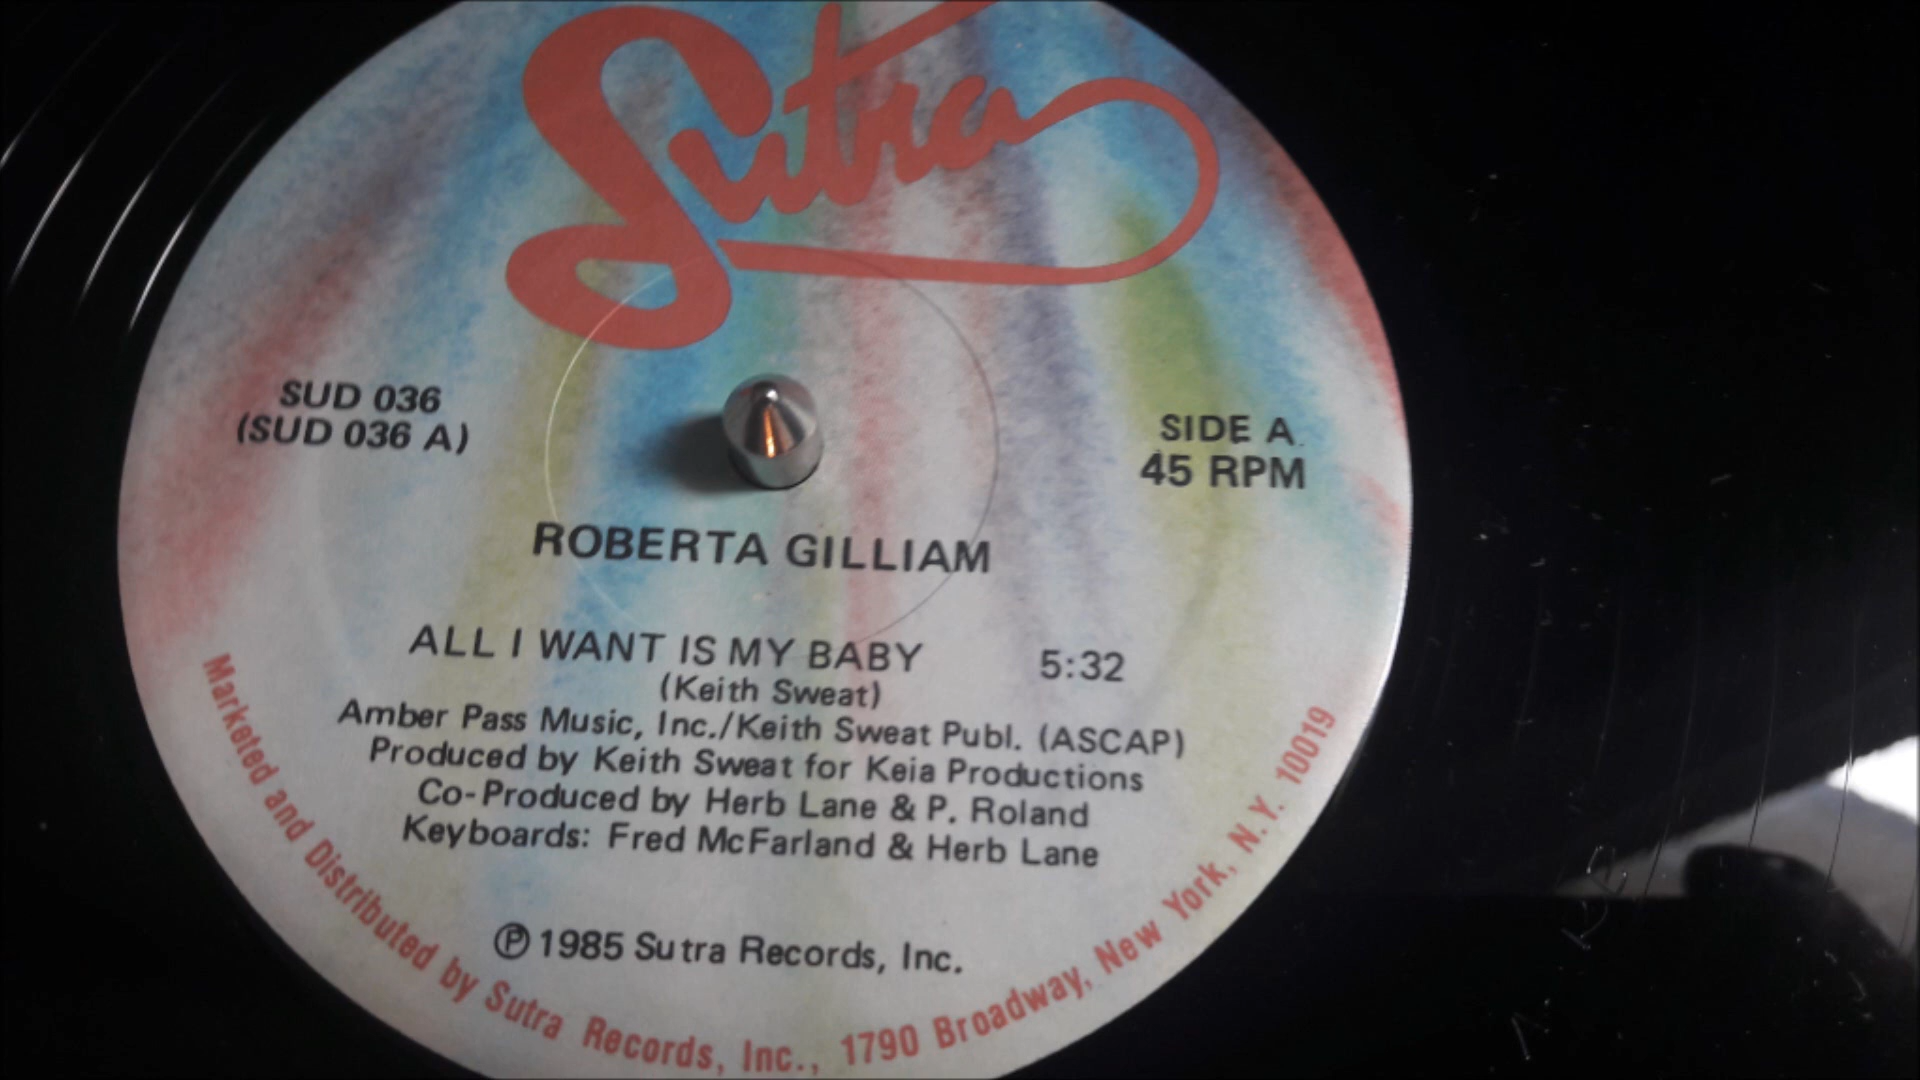 Sutra
SUD 036
(SUD 036 A)
SIDE A
45 RPM
ROBERTA GILLIAM
ALL I WANT IS MY BABY 5:32
(Keith Sweat)
Amber Pass Music, Inc./Keith Sweat Publ. (ASCAP)
Produced by Keith Sweat for Keia Productions
Co-Produced by Herb Lane & P. Roland
Keyboards: Fred McFarland & Herb Lane
℗ 1985 Sutra Records, Inc.
Marketed and Distributed by Sutra Records, Inc., 1790 Broadway, New York, N.Y. 10019